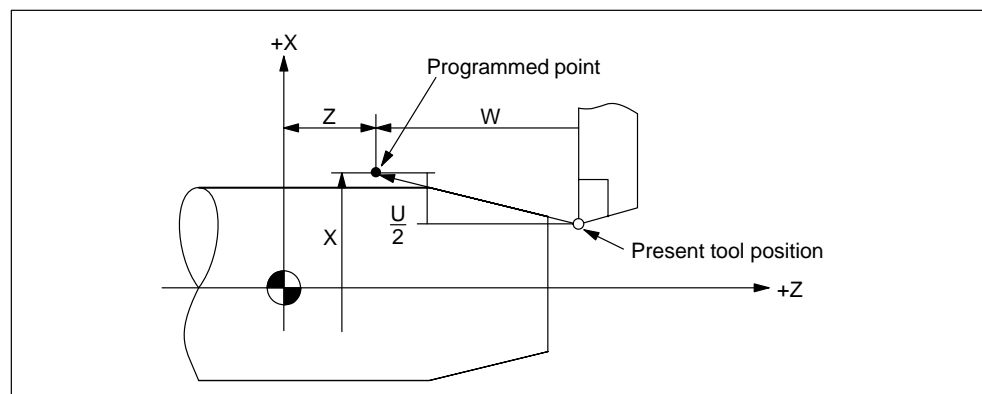 +X
Programmed point
Z
W
U
2
X
Present tool position
+Z